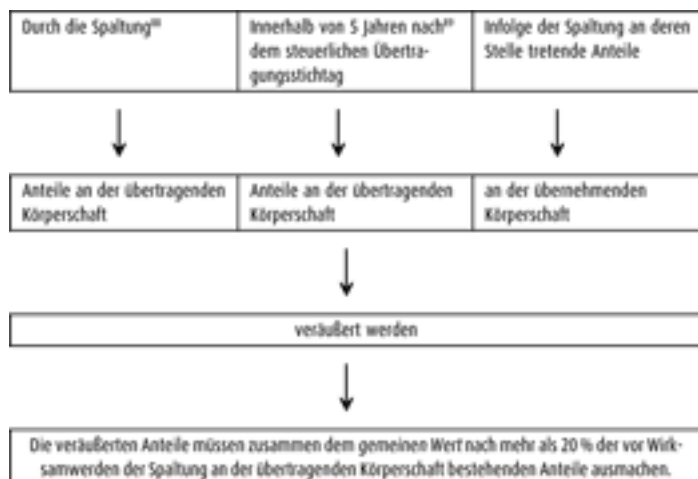 Durch die Spaltung
Innerhalb von 5 Jahren nach
dem steuerlichen Übertra-
gungsstichtag
Infolge der Spaltung an deren
Stelle tretende Anteile
Anteile an der übertragenden
Körperschaft
Anteile an der übertragenden
Körperschaft
an der übernehmenden
Körperschaft
veräußert werden
Die veräußerten Anteile müssen zusammen dem gemeinen Wert nach mehr als 20 % der vor Wirk-
samwerden der Spaltung an der übertragenden Körperschaft bestehenden Anteile ausmachen.